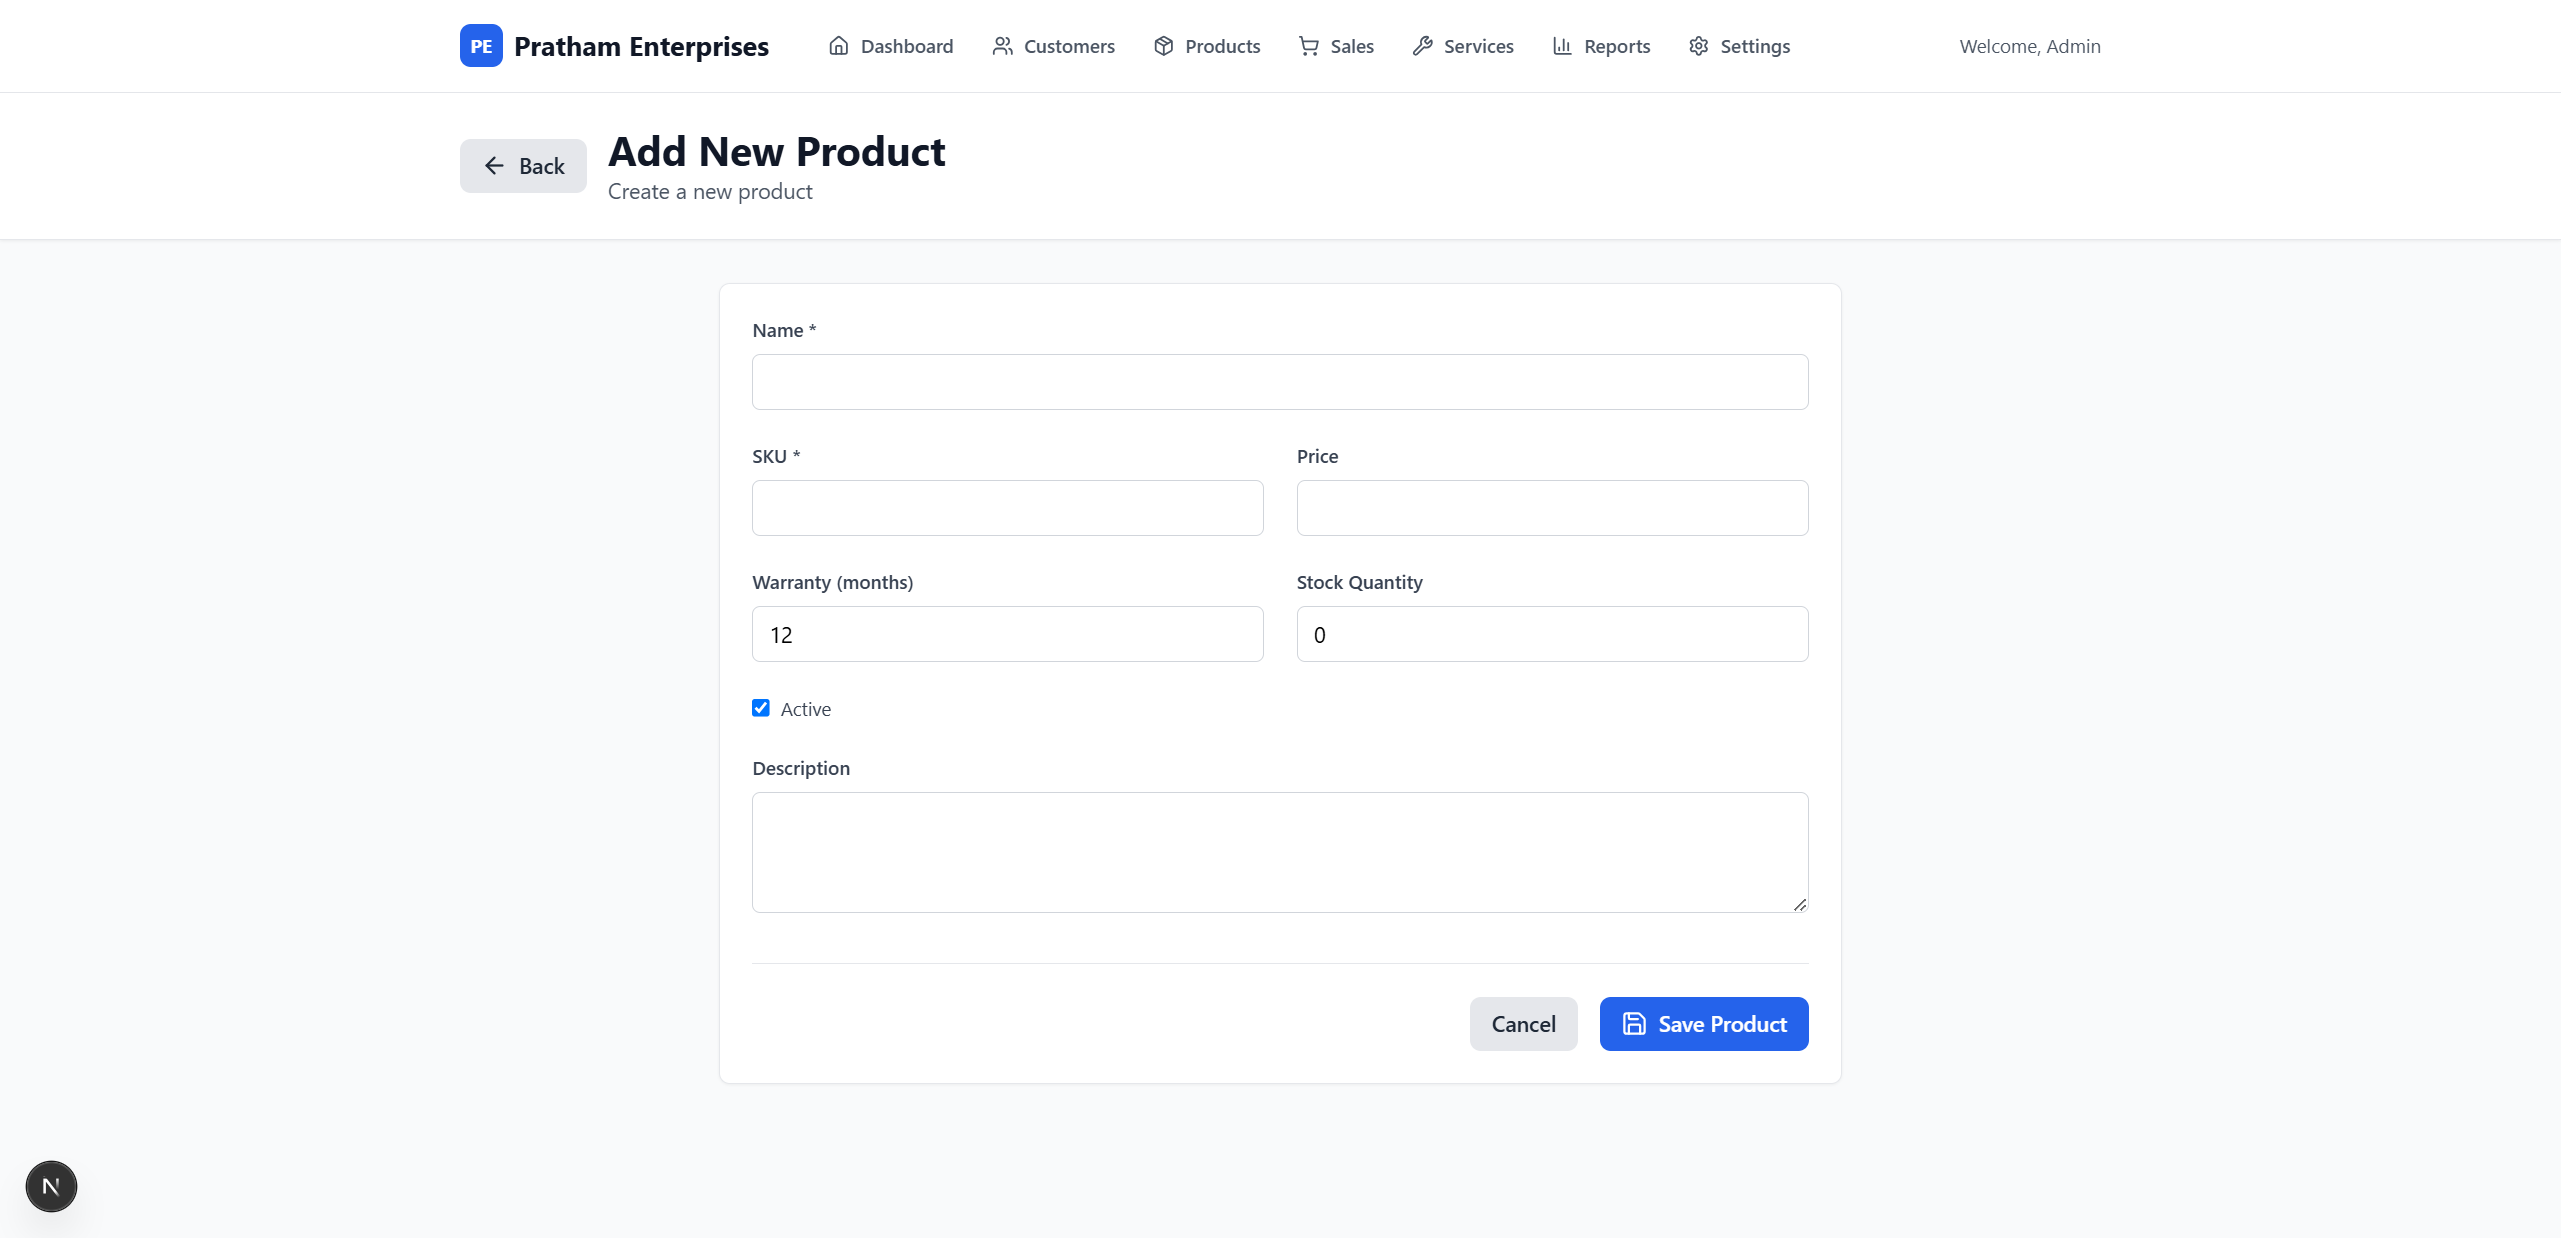 PE Pratham Enterprises Dashboard Customers Products Sales Services Reports Settings Welcome, Admin
Back
Add New Product
Create a new product
Name *
SKU * Price
Warranty (months) Stock Quantity
12 0
Active
Description
Cancel Save Product
N